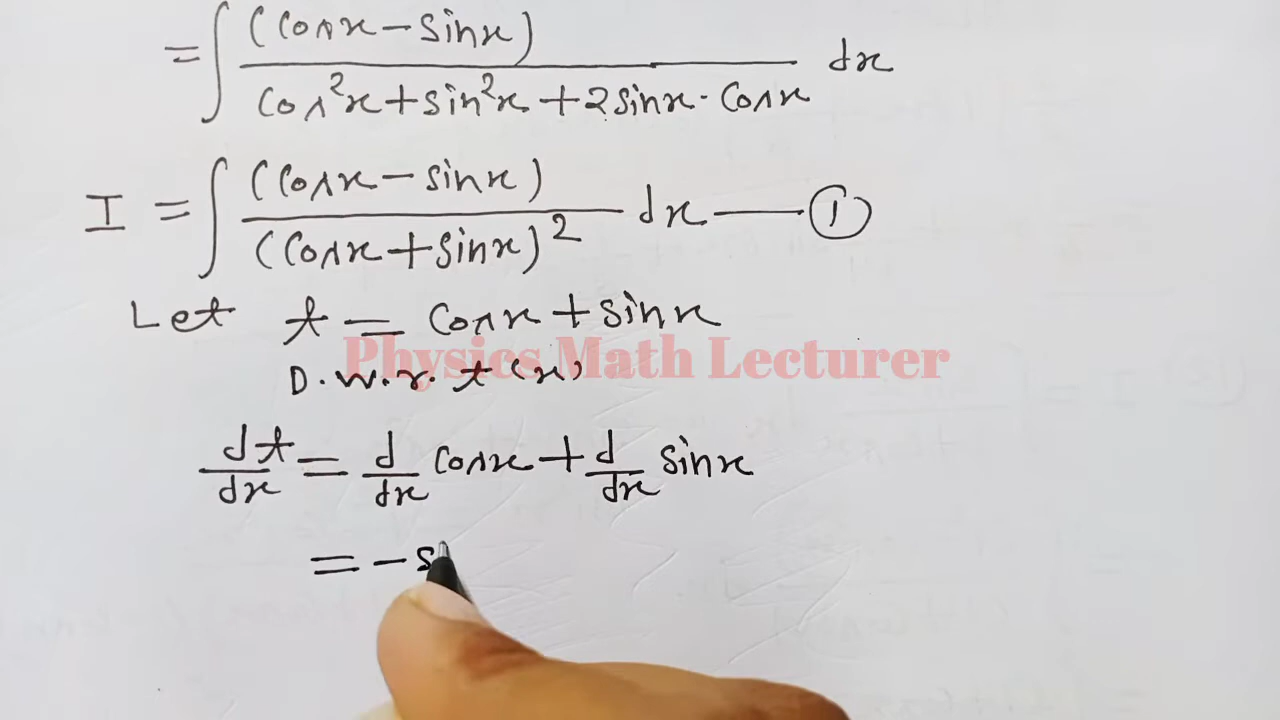 = ∫ (cosx − sinx) / (cos²x + sin²x + 2sinx · cosx) dx
I = ∫ (cosx − sinx) / (cosx + sinx)² dx —— ①
Let t = cosx + sinx
Physics Math Lecturer
D.w.r.t (x)
dt/dx = d/dx cosx + d/dx sinx
= − s